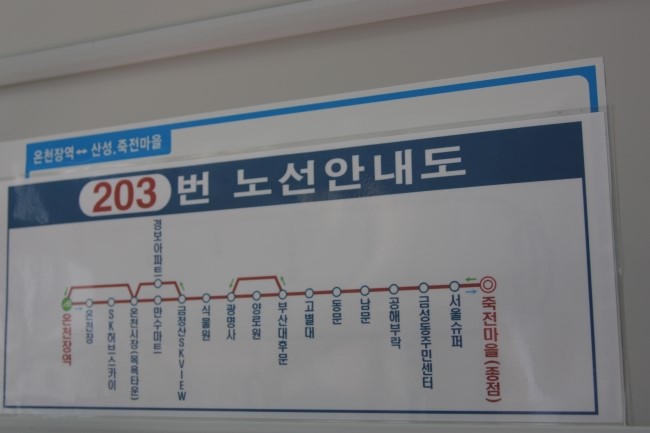 온천장역↔산성.죽전마을
203번 노선안내도
경보아파트
온천장역
온천장
SK허브스카이
온천시장(목욕타운)
만수마트
금정산SKVIEW
식물원
광명사
영로원
부산대후문
고별대
동문
남문
공해부락
금성동주민센터
서울슈퍼
죽전마을(종점)